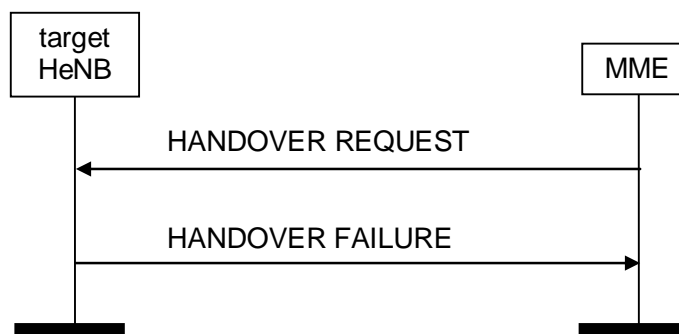 target
HeNB
MME
HANDOVER REQUEST
HANDOVER FAILURE